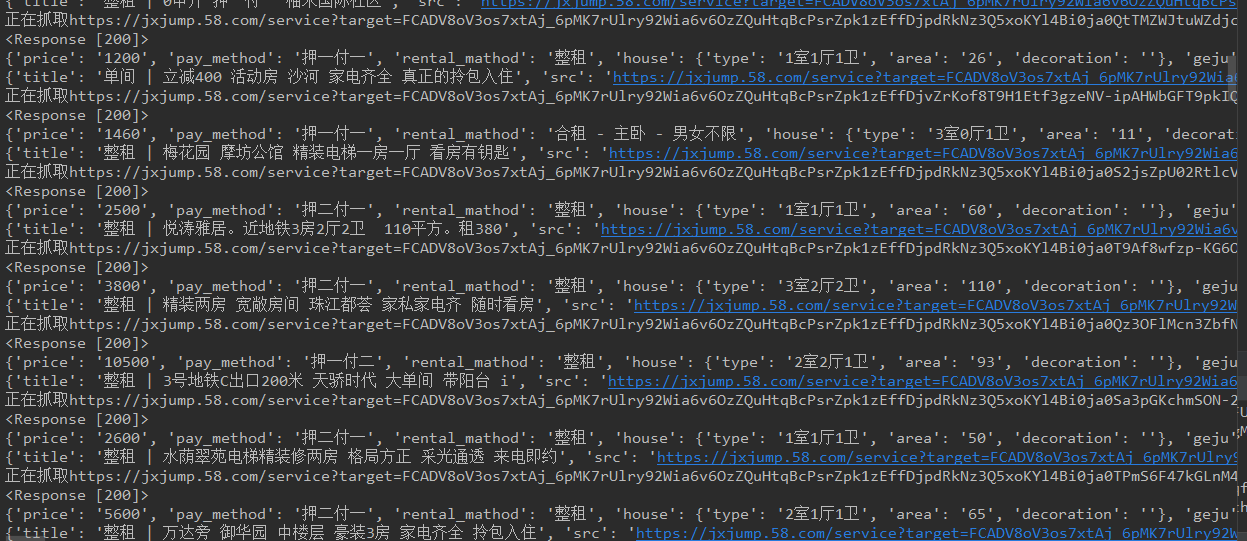 {'title': '整租 | 0中介 押一付一 柚米国际社区', 'src': 'https://jxjump.58.com/service?target=FCADV8oV3os7xtAj_6pMK7rUlry92Wia6v6OzZQuHtqBcPs
正在抓取https://jxjump.58.com/service?target=FCADV8oV3os7xtAj_6pMK7rUlry92Wia6v6OzZQuHtqBcPsrZpk1zEffDjpdRkNz3Q5xoKYl4Bi0ja0QtTMZWJtuWZdjc
<Response [200]>
{'price': '1200', 'pay_method': '押一付一', 'rental_mathod': '整租', 'house': {'type': '1室1厅1卫', 'area': '26', 'decoration': ''}, 'geju'
{'title': '单间 | 立减400 活动房 沙河 家电齐全 真正的拎包入住', 'src': 'https://jxjump.58.com/service?target=FCADV8oV3os7xtAj_6pMK7rUlry92Wia
正在抓取https://jxjump.58.com/service?target=FCADV8oV3os7xtAj_6pMK7rUlry92Wia6v6OzZQuHtqBcPsrZpk1zEffDjvZrKof8T9H1Etf3gzeNV-ipAHWbGFT9pkIQ
<Response [200]>
{'price': '1460', 'pay_method': '押一付一', 'rental_mathod': '合租 - 主卧 - 男女不限', 'house': {'type': '3室0厅1卫', 'area': '11', 'decorati
{'title': '整租 | 梅花园 摩坊公馆 精装电梯一房一厅 看房有钥匙', 'src': 'https://jxjump.58.com/service?target=FCADV8oV3os7xtAj_6pMK7rUlry92Wia6
正在抓取https://jxjump.58.com/service?target=FCADV8oV3os7xtAj_6pMK7rUlry92Wia6v6OzZQuHtqBcPsrZpk1zEffDjpdRkNz3Q5xoKYl4Bi0ja0S2jsZpU02RtlcV
<Response [200]>
{'price': '2500', 'pay_method': '押二付一', 'rental_mathod': '整租', 'house': {'type': '1室1厅1卫', 'area': '60', 'decoration': ''}, 'geju'
{'title': '整租 | 悦涛雅居。近地铁3房2厅2卫  110平方。租380', 'src': 'https://jxjump.58.com/service?target=FCADV8oV3os7xtAj_6pMK7rUlry92Wia6v
正在抓取https://jxjump.58.com/service?target=FCADV8oV3os7xtAj_6pMK7rUlry92Wia6v6OzZQuHtqBcPsrZpk1zEffDjpdRkNz3Q5xoKYl4Bi0ja0T9Af8wfzp-KG6O
<Response [200]>
{'price': '3800', 'pay_method': '押二付一', 'rental_mathod': '整租', 'house': {'type': '3室2厅2卫', 'area': '110', 'decoration': ''}, 'geju
{'title': '整租 | 精装两房 宽敞房间 珠江都荟 家私家电齐 随时看房', 'src': 'https://jxjump.58.com/service?target=FCADV8oV3os7xtAj_6pMK7rUlry92W
正在抓取https://jxjump.58.com/service?target=FCADV8oV3os7xtAj_6pMK7rUlry92Wia6v6OzZQuHtqBcPsrZpk1zEffDjpdRkNz3Q5xoKYl4Bi0ja0Qz3OFlMcn3ZbfN
<Response [200]>
{'price': '10500', 'pay_method': '押一付二', 'rental_mathod': '整租', 'house': {'type': '2室2厅1卫', 'area': '93', 'decoration': ''}, 'geju
{'title': '整租 | 3号地铁C出口200米 天骄时代 大单间 带阳台 i', 'src': 'https://jxjump.58.com/service?target=FCADV8oV3os7xtAj_6pMK7rUlry92Wia6
正在抓取https://jxjump.58.com/service?target=FCADV8oV3os7xtAj_6pMK7rUlry92Wia6v6OzZQuHtqBcPsrZpk1zEffDjpdRkNz3Q5xoKYl4Bi0ja0Sa3pGKchmSON-2
<Response [200]>
{'price': '2600', 'pay_method': '押二付一', 'rental_mathod': '整租', 'house': {'type': '1室1厅1卫', 'area': '50', 'decoration': ''}, 'geju'
{'title': '整租 | 水荫翠苑电梯精装修两房 格局方正 采光通透 来电即约', 'src': 'https://jxjump.58.com/service?target=FCADV8oV3os7xtAj_6pMK7rUlry92
正在抓取https://jxjump.58.com/service?target=FCADV8oV3os7xtAj_6pMK7rUlry92Wia6v6OzZQuHtqBcPsrZpk1zEffDjpdRkNz3Q5xoKYl4Bi0ja0TPmS6F47kGLnM4
<Response [200]>
{'price': '5600', 'pay_method': '押二付一', 'rental_mathod': '整租', 'house': {'type': '2室1厅1卫', 'area': '65', 'decoration': ''}, 'geju'
{'title': '整租 | 万达旁 御华园 中楼层 豪装3房 家电齐全 拎包入住', 'src': 'https://jxjump.58.com/service?target=FCADV8oV3os7xtAj_6pMK7rUlry92W